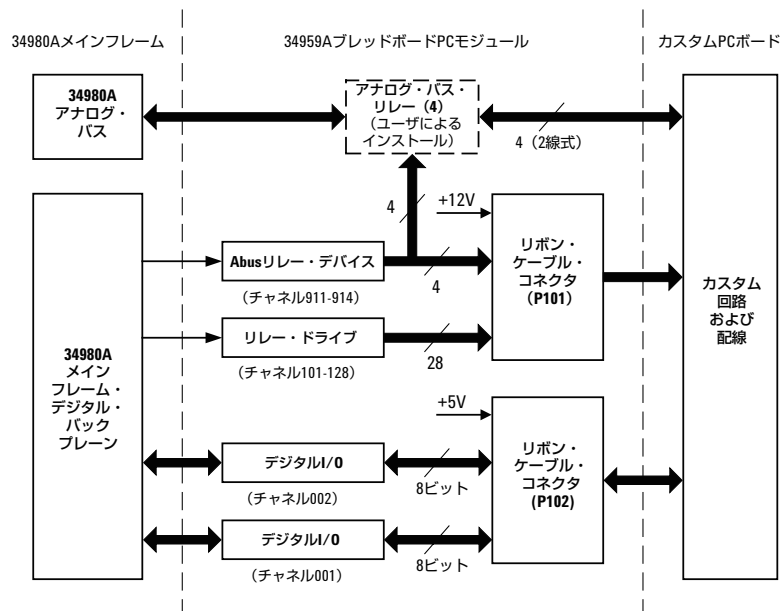 34980Aメインフレーム
34959AブレッドボードPCモジュール
カスタムPCボード
34980A
アナログ・
バス
アナログ・バス・
リレー（4）
（ユーザによる
インストール）
4（2線式）
4
+12V
Abusリレー・デバイス
（チャネル911-914）
4
リボン・
ケーブル・
コネクタ
（P101）
リレー・ドライブ
（チャネル101-128）
28
カスタム
回路
および
配線
34980A
メイン
フレーム・
デジタル・
バック
プレーン
+5V
デジタルI/O
（チャネル002）
8ビット
リボン・
ケーブル・
コネクタ
(P102)
デジタルI/O
（チャネル001）
8ビット